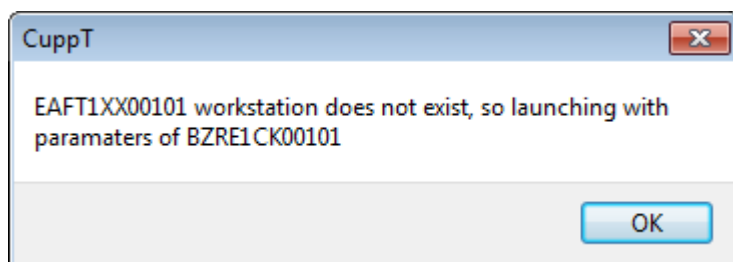 CuppT
EAFT1XX00101 workstation does not exist, so launching with
paramaters of BZRE1CK00101
OK